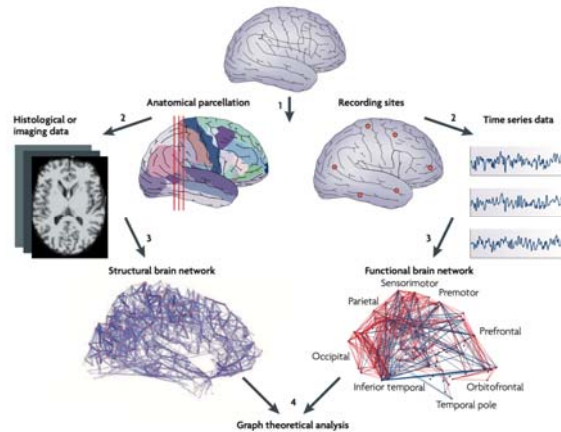 1
Anatomical parcellation
Recording sites
2
2
Histological or
imaging data
Time series data
3
3
Structural brain network
Functional brain network
Sensorimotor
Premotor
Parietal
Prefrontal
Occipital
Inferior temporal
Orbitofrontal
Temporal pole
4
Graph theoretical analysis